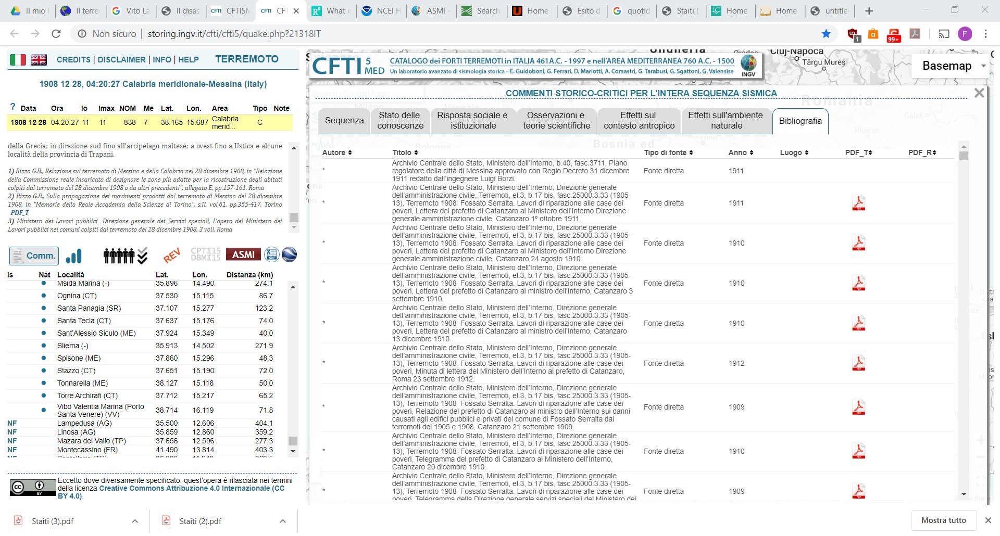 Il mio
Il terre
Vito La
Il disas
CFTI5M
CFT
What i
NCEI H
ASMI -
Search
Home
Esito d
quotid
Staiti (
Home
Home
untitle
Non sicuro | storing.ingv.it/cfti/cfti5/quake.php?21318IT
1
99+
F
CREDITS | DISCLAIMER | INFO | HELP TERREMOTO
1908 12 28, 04:20:27 Calabria meridionale-Messina (Italy)
? Data Ora Io Imax NOM Me Lat. Lon. Area Tipo Note
1908 12 28 04:20:27 11 11 838 7 38.165 15.687 Calabria merid... C
della Grecia; in direzione sud fino all'arcipelago maltese; a ovest fino a Ustica e alcune
località della provincia di Trapani.
1) Rizzo G.B., Relazione sul terremoto di Messina e della Calabria nel 28 dicembre 1908, in "Relazione
della Commissione reale incaricata di designare le zone più adatte per la ricostruzione degli abitati
colpiti dal terremoto del 28 dicembre 1908 o da altri precedenti", allegato E, pp.157-161. Roma
2) Rizzo G.B., Sulla propagazione dei movimenti prodotti dal terremoto di Messina del 28 dicembre
1908, in "Memorie della Reale Accademia della Scienze di Torino", s.II, vol.61, pp.355-417. Torino
PDF_T
3) Ministero dei Lavori pubblici Direzione generale dei Servizi speciali, L'opera del Ministero dei
Lavori pubblici nei comuni colpiti dal terremoto del 28 dicembre 1908, 3 voll. Roma
Comm.
REV
CPTI15
DBMI15
ASMI
Is Nat Località Lat. Lon. Distanza (km)
Msida Marina (-) 35.896 14.490 274.1
Ognina (CT) 37.530 15.115 86.7
Santa Panagia (SR) 37.107 15.277 123.2
Santa Tecla (CT) 37.637 15.176 74.0
Sant'Alessio Siculo (ME) 37.924 15.349 40.0
Sliema (-) 35.913 14.502 271.9
Spisone (ME) 37.860 15.296 48.3
Stazzo (CT) 37.651 15.190 72.0
Tonnarella (ME) 38.127 15.118 50.0
Torre Archirafi (CT) 37.712 15.217 65.2
Vibo Valentia Marina (Porto
Santa Venere) (VV) 38.714 16.119 71.8
NF Lampedusa (AG) 35.500 12.606 404.1
NF Linosa (AG) 35.859 12.860 359.2
NF Mazara del Vallo (TP) 37.656 12.596 277.3
NF Montecassino (FR) 41.490 13.814 403.3
CC BY
Eccetto dove diversamente specificato, quest'opera è rilasciata nei termini
della licenza Creative Commons Attribuzione 4.0 Internazionale (CC
BY 4.0).
CFTI 5 MED
CATALOGO dei FORTI TERREMOTI in ITALIA 461 A.C. - 1997 e nell'AREA MEDITERRANEA 760 A.C. - 1500
Un laboratorio avanzato di sismologia storica - E. Guidoboni, G. Ferrari, D. Mariotti, A. Comastri, G. Tarabusi, G. Sgattoni, G. Valensise
INGV
Cluj-Napoca
Târgu Mureș
Basemap
COMMENTI STORICO-CRITICI PER L'INTERA SEQUENZA SISMICA
Search (GoogleMaps)
Romania
Galați
Ploiești
Bologna
Bosnia ed
Sequenza
Stato delle
conoscenze
Risposta sociale e
istituzionale
Osservazioni e
teorie scientifiche
Effetti sul
contesto antropico
Effetti sull'ambiente
naturale
Bibliografia
Autore Titolo Tipo di fonte Anno Luogo PDF_T PDF_R
Archivio Centrale dello Stato, Ministero dell'Interno, b.40, fasc.3711, Piano
* regolatore della città di Messina approvato con Regio Decreto 31 dicembre Fonte diretta 1911
1911 redatto dall'ingegnere Luigi Borzi.
Archivio Centrale dello Stato, Ministero dell'Interno, Direzione generale
dell'amministrazione civile, Terremoti, el.3, b.17 bis, fasc.25000.3.33 (1905-
* 13), Terremoto 1908 Fossato Serralta. Lavori di riparazione alle case dei Fonte diretta 1911
poveri, Lettera del prefetto di Catanzaro al Ministero dell'Interno Direzione
generale amministrazione civile, Catanzaro 1º ottobre 1911.
Archivio Centrale dello Stato, Ministero dell'Interno, Direzione generale
dell'amministrazione civile, Terremoti, el.3, b.17 bis, fasc.25000.3.33 (1905-
* 13), Terremoto 1908 Fossato Serralta. Lavori di riparazione alle case dei Fonte diretta 1910
poveri, Lettera del prefetto di Catanzaro al Ministero dell'Interno Direzione
generale amministrazione civile, Catanzaro 24 agosto 1910.
Archivio Centrale dello Stato, Ministero dell'Interno, Direzione generale
dell'amministrazione civile, Terremoti, el.3, b.17 bis, fasc.25000.3.33 (1905-
* 13), Terremoto 1908 Fossato Serralta. Lavori di riparazione alle case dei Fonte diretta 1910
poveri, Lettera del prefetto di Catanzaro al ministro dell'Interno, Catanzaro 3
settembre 1910.
Archivio Centrale dello Stato, Ministero dell'Interno, Direzione generale
dell'amministrazione civile, Terremoti, el.3, b.17 bis, fasc.25000.3.33 (1905-
* 13), Terremoto 1908 Fossato Serralta. Lavori di riparazione alle case dei Fonte diretta 1910
poveri, Lettera del prefetto di Catanzaro al ministro dell'Interno, Catanzaro
13 dicembre 1910.
Archivio Centrale dello Stato, Ministero dell'Interno, Direzione generale
dell'amministrazione civile, Terremoti, el.3, b.17 bis, fasc.25000.3.33 (1905-
* 13), Terremoto 1908 Fossato Serralta. Lavori di riparazione alle case dei Fonte diretta 1912
poveri, Minuta di lettera del Ministero dell'Interno al prefetto di Catanzaro,
Roma 23 settembre 1912.
Archivio Centrale dello Stato, Ministero dell'Interno, Direzione generale
dell'amministrazione civile, Terremoti, el.3, b.17 bis, fasc.25000.3.33 (1905-
* 13), Terremoto 1908 Fossato Serralta. Lavori di riparazione alle case dei Fonte diretta 1909
poveri, Relazione del prefetto di Catanzaro al ministro dell'Interno sui danni
causati agli edifici pubblici e privati del comune di Fossato Serralta dai
terremoti del 1905 e 1908, Catanzaro 21 settembre 1909.
Archivio Centrale dello Stato, Ministero dell'Interno, Direzione generale
dell'amministrazione civile, Terremoti, el.3, b.17 bis, fasc.25000.3.33 (1905-
* 13), Terremoto 1908 Fossato Serralta. Lavori di riparazione alle case dei Fonte diretta 1910
poveri, Telegramma del prefetto di Catanzaro al Ministero dell'Interno,
Catanzaro 20 dicembre 1910.
Archivio Centrale dello Stato, Ministero dell'Interno, Direzione generale
dell'amministrazione civile, Terremoti, el.3, b.17 bis, fasc.25000.3.33 (1905-
* 13), Terremoto 1908 Fossato Serralta. Lavori di riparazione alle case dei Fonte diretta 1909
poveri, Telegramma della Direzione generale servizi speciali del Ministero dei
Staiti (3).pdf
Staiti (2).pdf
Mostra tutto